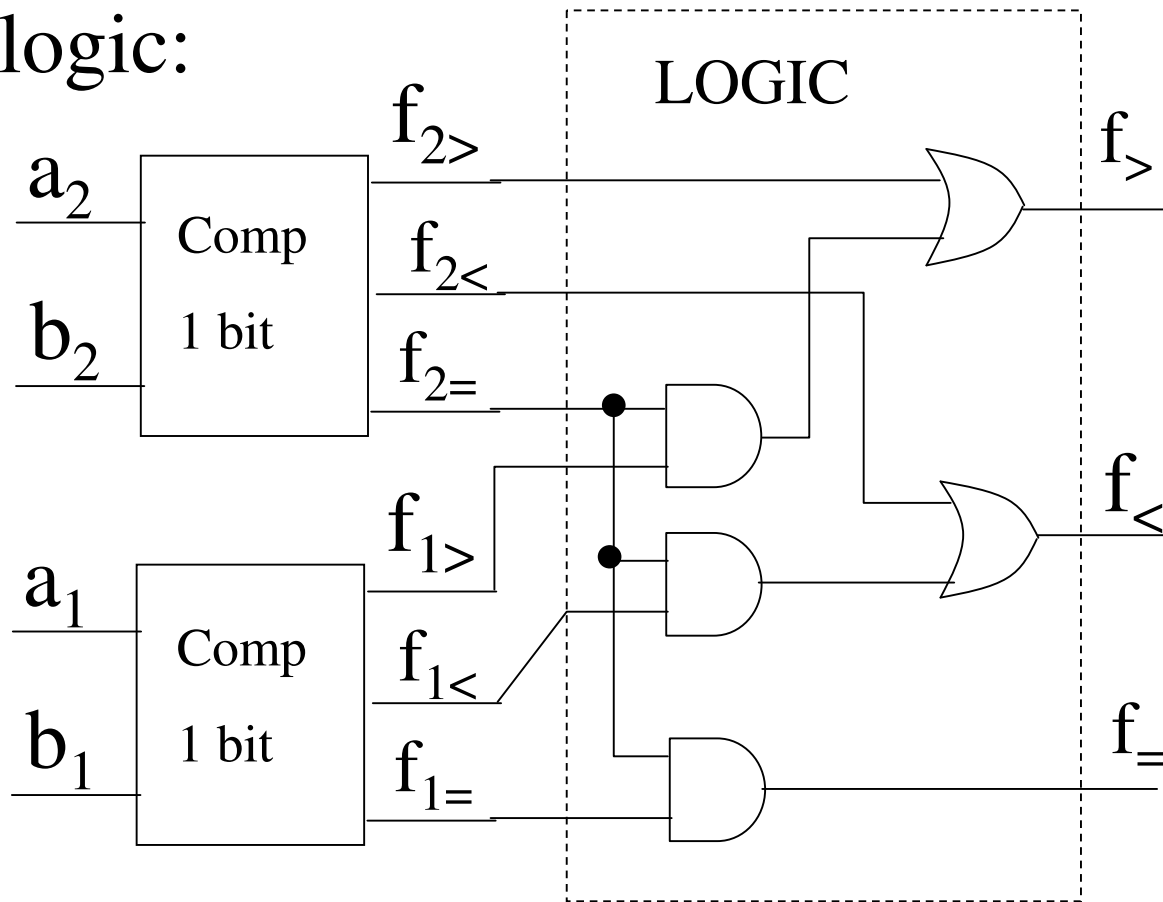 logic:
LOGIC
f2>
f>
a2
Comp
f2<
b2
1 bit
f2=
f1>
f<
a1
Comp
f1<
b1
1 bit
f=
f1=